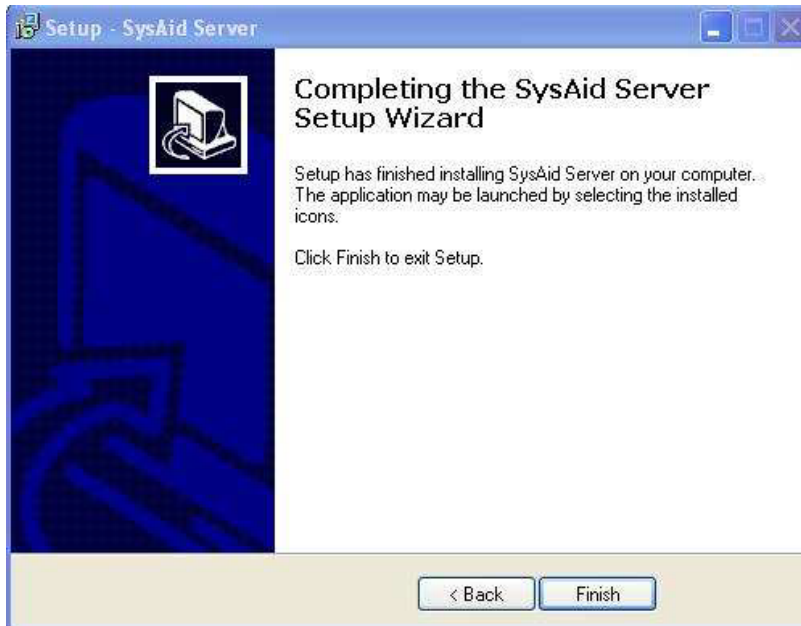 Setup - SysAid Server
Completing the SysAid Server
Setup Wizard
Setup has finished installing SysAid Server on your computer.
The application may be launched by selecting the installed
icons.
Click Finish to exit Setup.
< Back
Finish